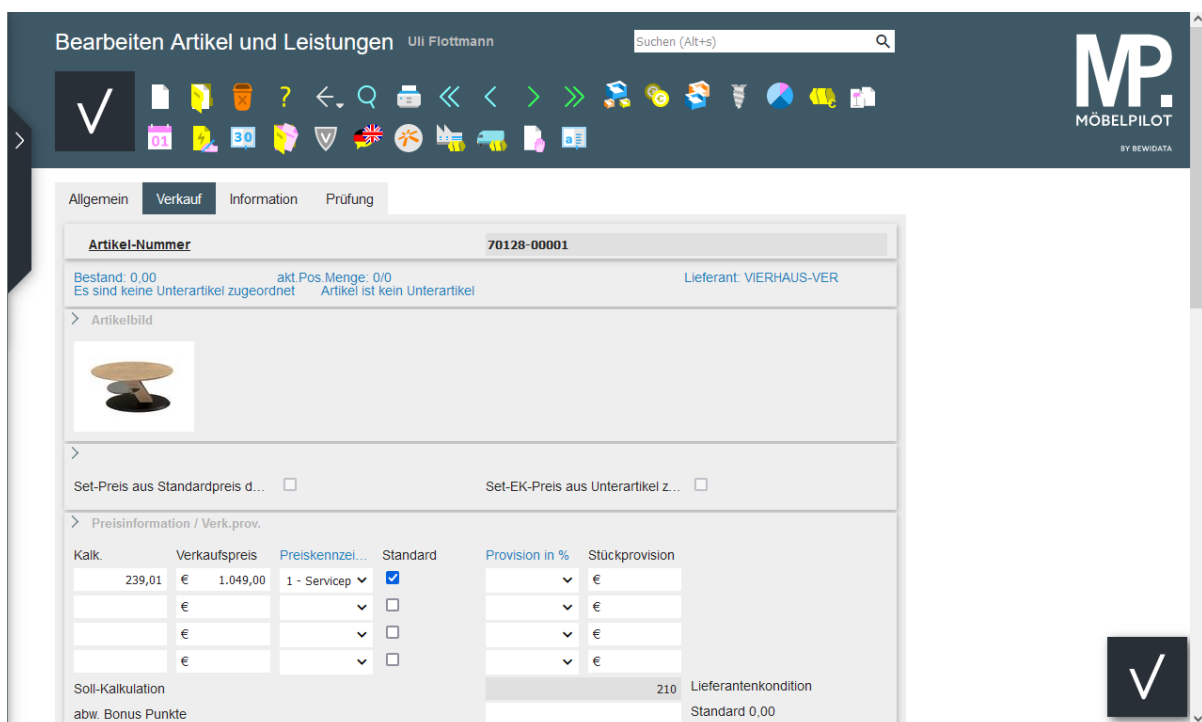 Bearbeiten Artikel und Leistungen Uli Flottmann
Suchen (Alt+s)
MP.
MÖBELPILOT
BY BEWIDATA
?
01
30
V
a
Allgemein Verkauf Information Prüfung
Artikel-Nummer 70128-00001
Bestand: 0,00 akt.Pos.Menge: 0/0 Lieferant: VIERHAUS-VER
Es sind keine Unterartikel zugeordnet Artikel ist kein Unterartikel
Artikelbild
Set-Preis aus Standardpreis d... Set-EK-Preis aus Unterartikel z...
Preisinformation / Verk.prov.
Kalk. Verkaufspreis Preiskennzei... Standard Provision in % Stückprovision
239,01 € 1.049,00 1 - Servicep €
€ €
€ €
€ €
Soll-Kalkulation 210 Lieferantenkondition
abw. Bonus Punkte Standard 0,00